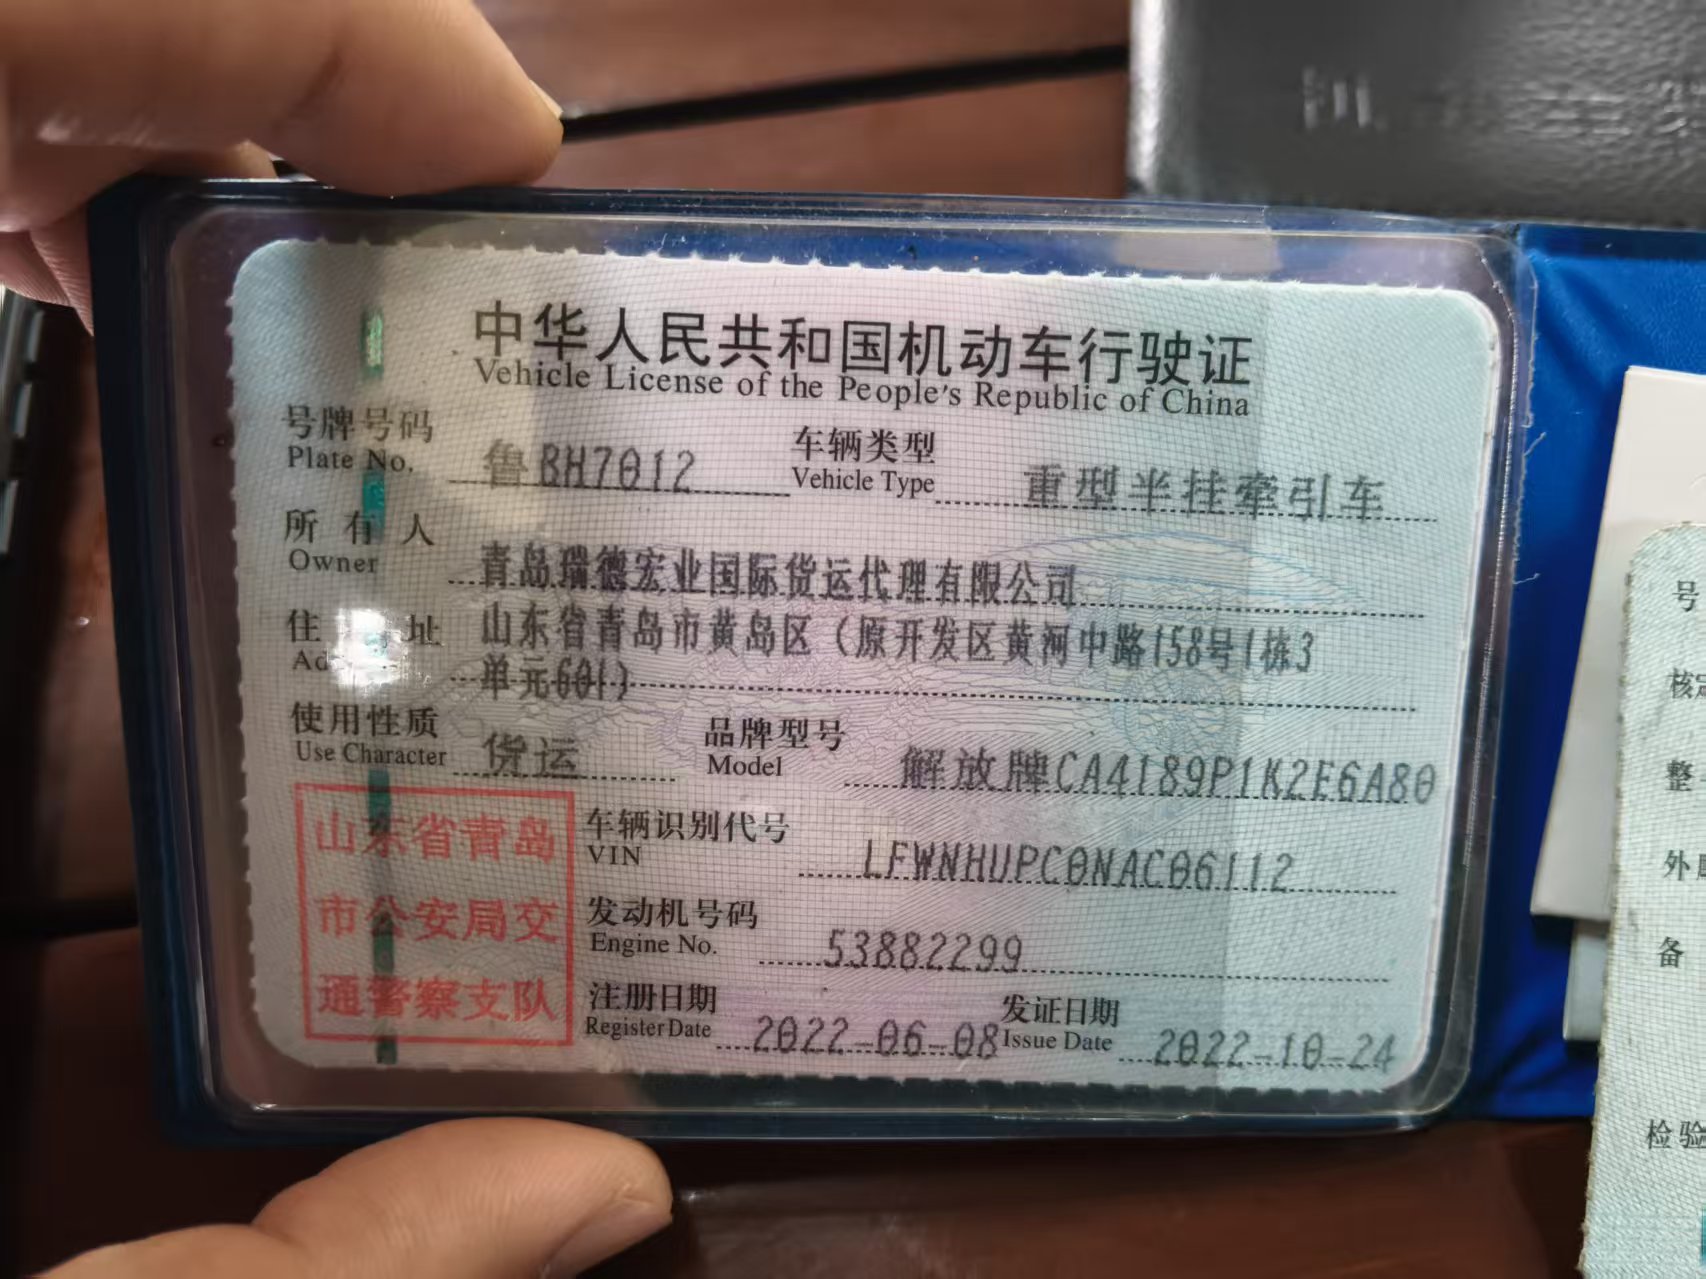 中华人民共和国机动车行驶证
Vehicle License of the People's Republic of China
号牌号码 鲁BH7012 车辆类型 重型半挂牵引车
Plate No. Vehicle Type
所有人 青岛瑞德宏业国际货运代理有限公司
Owner
住址 山东省青岛市黄岛区（原开发区黄河中路158号1栋3
单元601）
使用性质 货运 品牌型号 解放牌CA4189P1K2E6A80
Use Character Model
山东省青岛
市公安局交
通警察支队
车辆识别代号 LFWNHUPC0NAC06112
VIN
发动机号码 53882299
Engine No.
注册日期 2022-06-08 发证日期 2022-10-24
Register Date Issue Date
号
核定
整
外
备
检验